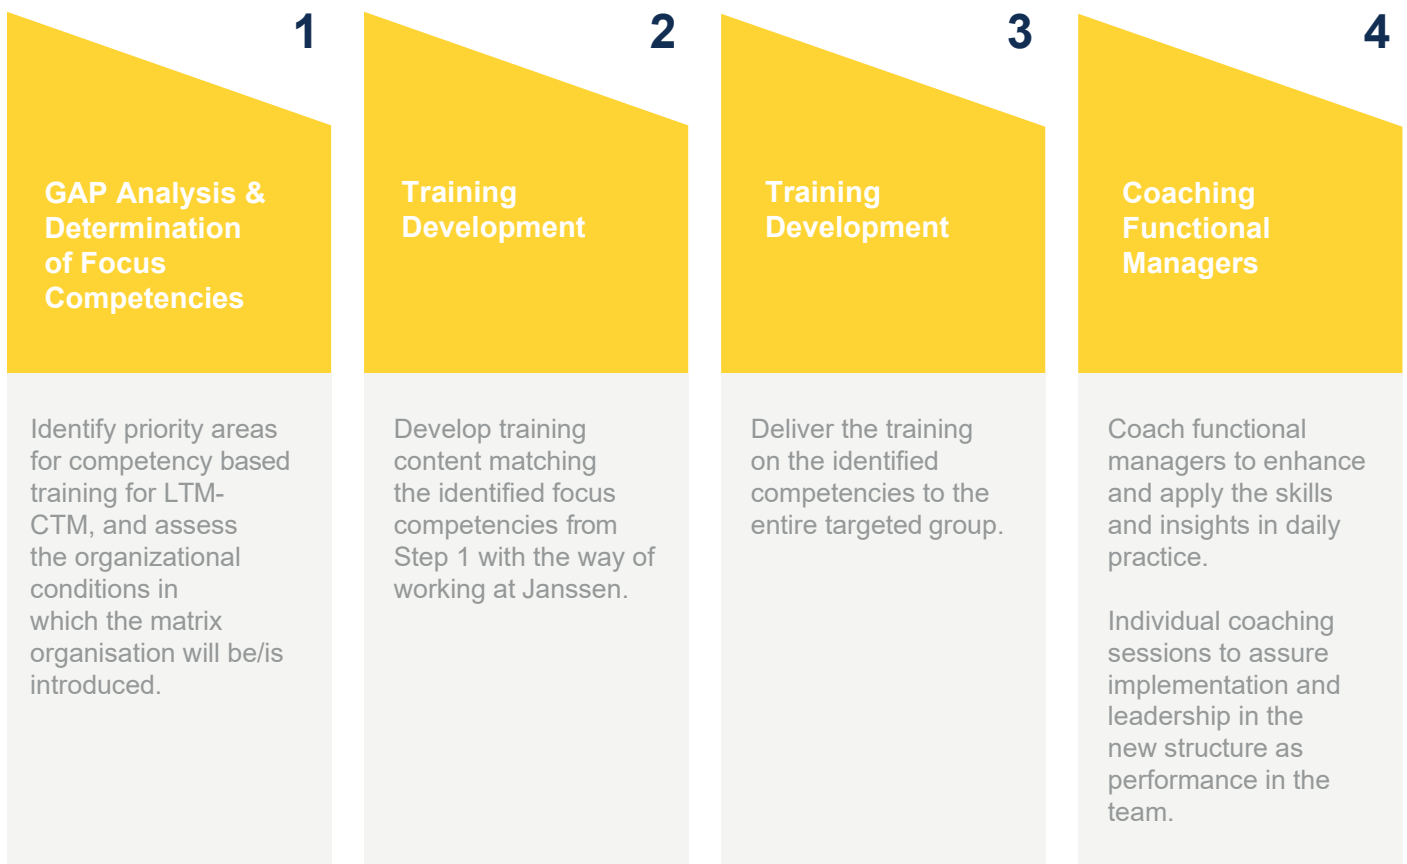 1
GAP Analysis &
Determination
of Focus
Competencies
Identify priority areas
for competency based
training for LTM-
CTM, and assess
the organizational
conditions in
which the matrix
organisation will be/is
introduced.
2
Training
Development
Develop training
content matching
the identified focus
competencies from
Step 1 with the way of
working at Janssen.
3
Training
Development
Deliver the training
on the identified
competencies to the
entire targeted group.
4
Coaching
Functional
Managers
Coach functional
managers to enhance
and apply the skills
and insights in daily
practice.
Individual coaching
sessions to assure
implementation and
leadership in the
new structure as
performance in the
team.